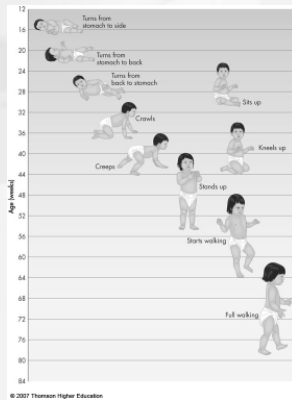 12
16
20
24
28
32
36
40
44
48
52
56
60
64
68
72
76
80
84
Age (weeks)
Turns from
stomach to side
Turns from
stomach to back
Turns from
back to stomach
Sits up
Crawls
Kneels up
Creeps
Stands up
Starts walking
Full walking
© 2007 Thomson Higher Education